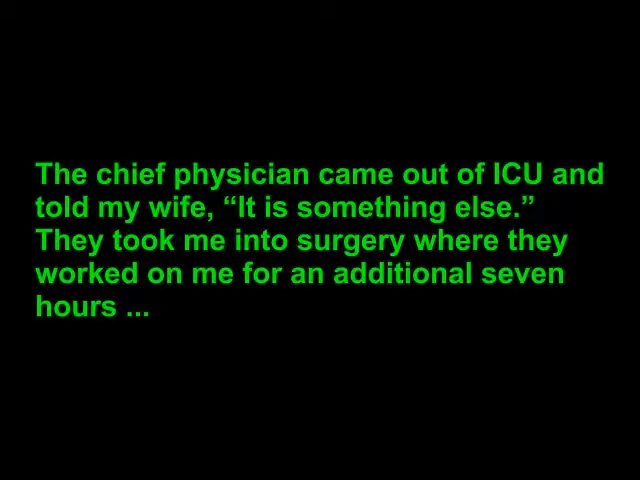 The chief physician came out of ICU and
told my wife, “It is something else.”
They took me into surgery where they
worked on me for an additional seven
hours ...